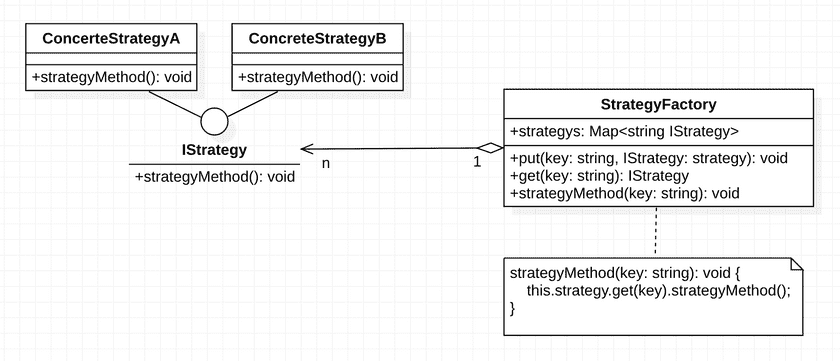 ConcerteStrategyA
+strategyMethod(): void
ConcreteStrategyB
+strategyMethod(): void
IStrategy
+strategyMethod(): void
n
1
StrategyFactory
+strategys: Map<string IStrategy>
+put(key: string, IStrategy: strategy): void
+get(key: string): IStrategy
+strategyMethod(key: string): void
strategyMethod(key: string): void {
this.strategy.get(key).strategyMethod();
}